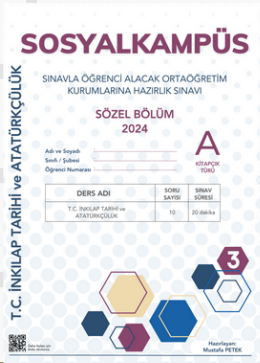 SOSYALKAMPÜS
SINAVLA ÖĞRENCİ ALACAK ORTAÖĞRETİM
KURUMLARINA HAZIRLIK SINAVI
SÖZEL BÖLÜM
2024
Adı ve Soyadı
Sınıfı / Şubesi
Öğrenci Numarası
A
KİTAPÇIK
TÜRÜ
DERS ADI
SORU
SAYISI
SINAV
SÜRESİ
T.C. İNKILAP TARİHİ ve
ATATÜRKÇÜLÜK
10
20 dakika
T.C. İNKILAP TARİHİ ve ATATÜRKÇÜLÜK
3
Hazırlayan:
Mustafa PETEK